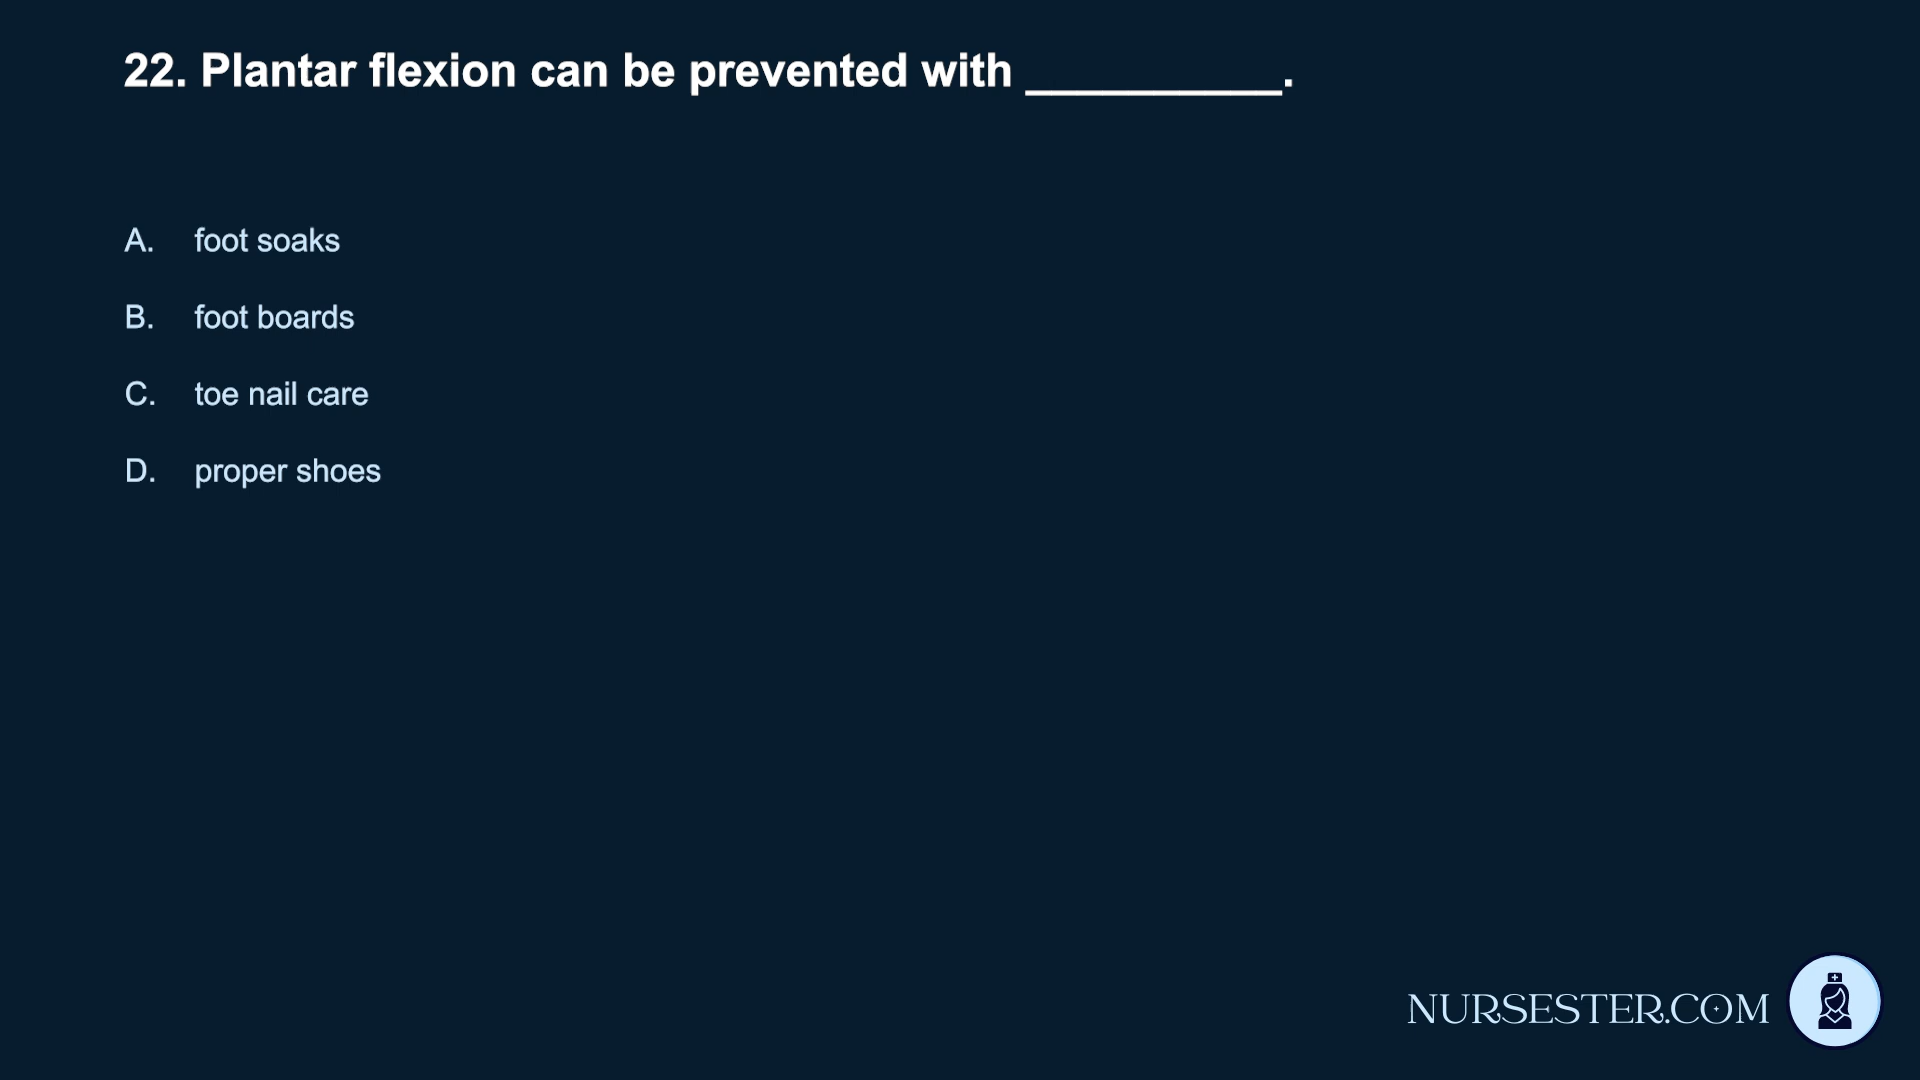 22. Plantar flexion can be prevented with __________.
A. foot soaks
B. foot boards
C. toe nail care
D. proper shoes
NURSESTER.COM